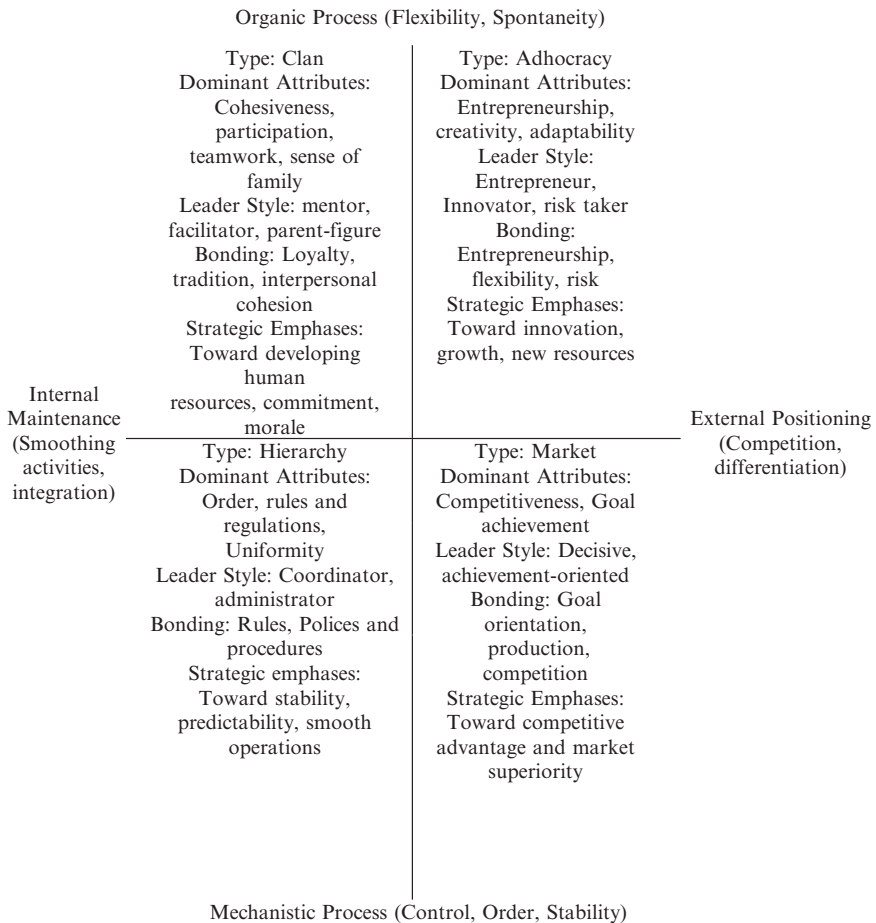 Organic Process (Flexibility, Spontaneity)
Type: Clan
Dominant Attributes:
Cohesiveness,
participation,
teamwork, sense of
family
Leader Style: mentor,
facilitator, parent-figure
Bonding: Loyalty,
tradition, interpersonal
cohesion
Strategic Emphases:
Toward developing
human
resources, commitment,
morale
Type: Adhocracy
Dominant Attributes:
Entrepreneurship,
creativity, adaptability
Leader Style:
Entrepreneur,
Innovator, risk taker
Bonding:
Entrepreneurship,
flexibility, risk
Strategic Emphases:
Toward innovation,
growth, new resources
Internal
Maintenance
(Smoothing
activities,
integration)
External Positioning
(Competition,
differentiation)
Type: Hierarchy
Dominant Attributes:
Order, rules and
regulations,
Uniformity
Leader Style: Coordinator,
administrator
Bonding: Rules, Polices and
procedures
Strategic emphases:
Toward stability,
predictability, smooth
operations
Type: Market
Dominant Attributes:
Competitiveness, Goal
achievement
Leader Style: Decisive,
achievement-oriented
Bonding: Goal
orientation,
production,
competition
Strategic Emphases:
Toward competitive
advantage and market
superiority
Mechanistic Process (Control, Order, Stability)